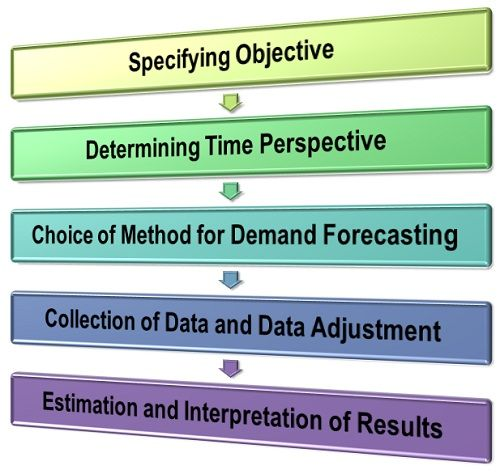 Specifying Objective
Determining Time Perspective
Choice of Method for Demand Forecasting
Collection of Data and Data Adjustment
Estimation and Interpretation of Results